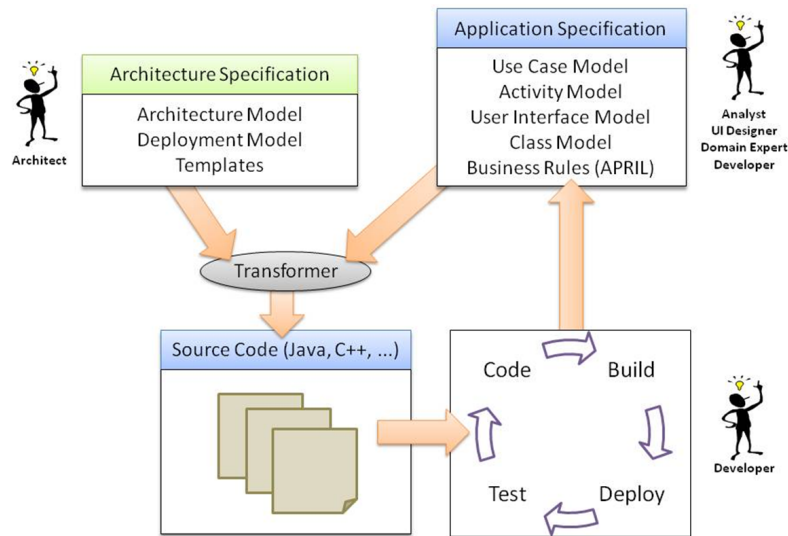 Application Specification
Use Case Model
Activity Model
User Interface Model
Class Model
Business Rules (APRIL)
Analyst
UI Designer
Domain Expert
Developer
Architecture Specification
Architecture Model
Deployment Model
Templates
Architect
Transformer
Source Code (Java, C++, ...)
Code
Build
Test
Deploy
Developer